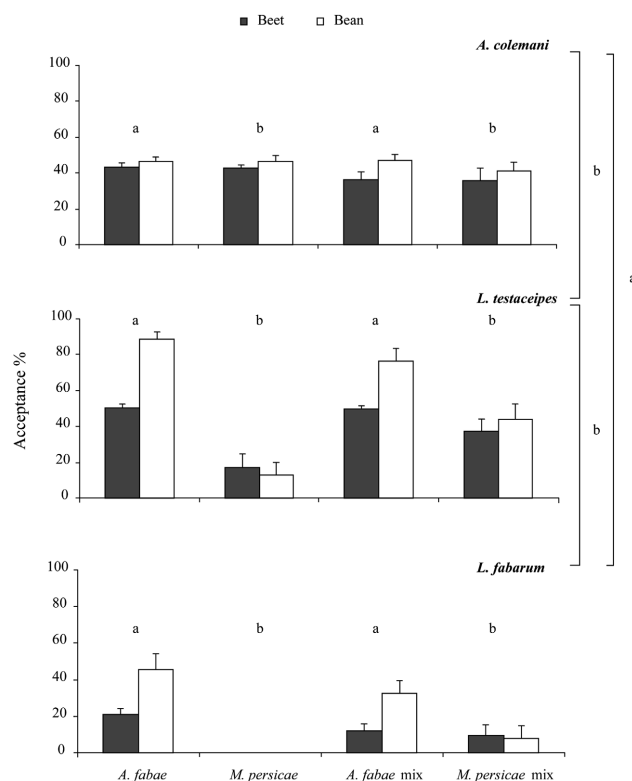 Beet Bean
A. colemani
100
80
60
40
20
0
a b a b
b
a
L. testaceipes
100
80
60
40
20
0
a b a b
b
Acceptance %
L. fabarum
100
80
60
40
20
0
a b a b
A. fabae M. persicae A. fabae mix M. persicae mix